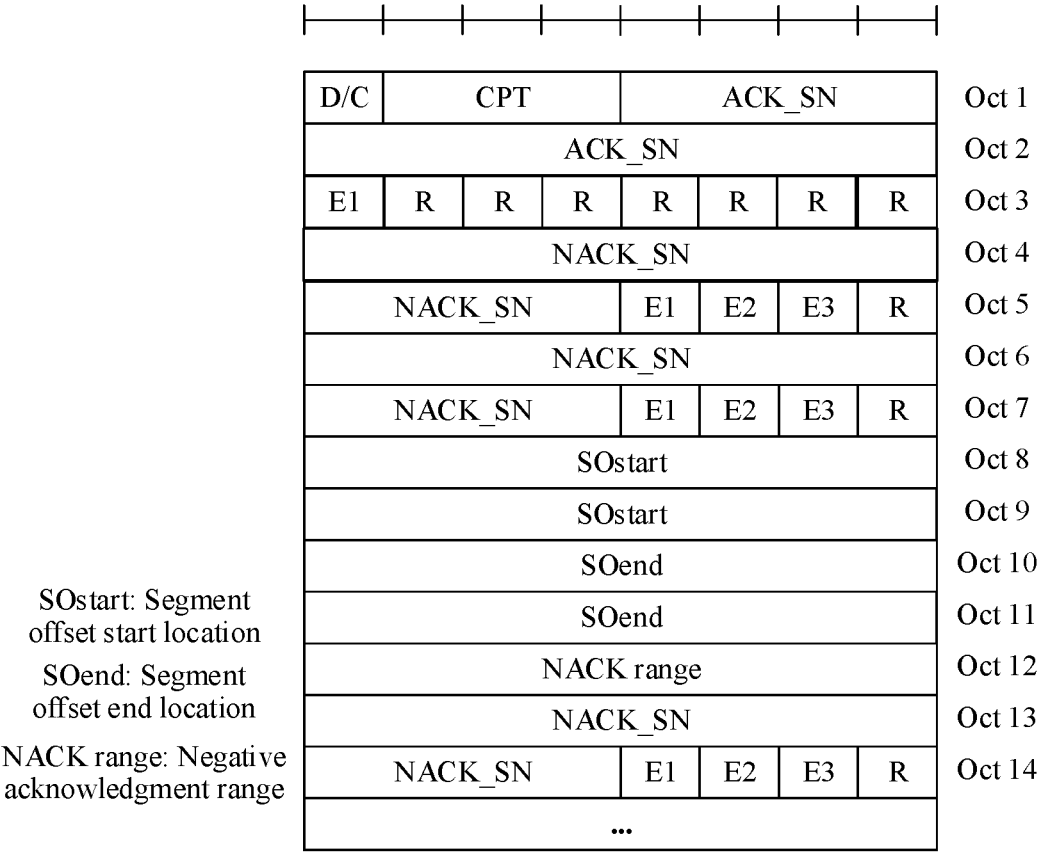 D/C CPT ACK_SN Oct 1
ACK_SN Oct 2
E1 R R R R R R R Oct 3
NACK_SN Oct 4
NACK_SN E1 E2 E3 R Oct 5
NACK_SN Oct 6
NACK_SN E1 E2 E3 R Oct 7
SOstart Oct 8
SOstart Oct 9
SOend Oct 10
SOend Oct 11
NACK range Oct 12
NACK_SN Oct 13
NACK_SN E1 E2 E3 R Oct 14
...
SOstart: Segment
offset start location
SOend: Segment
offset end location
NACK range: Negative
acknowledgment range